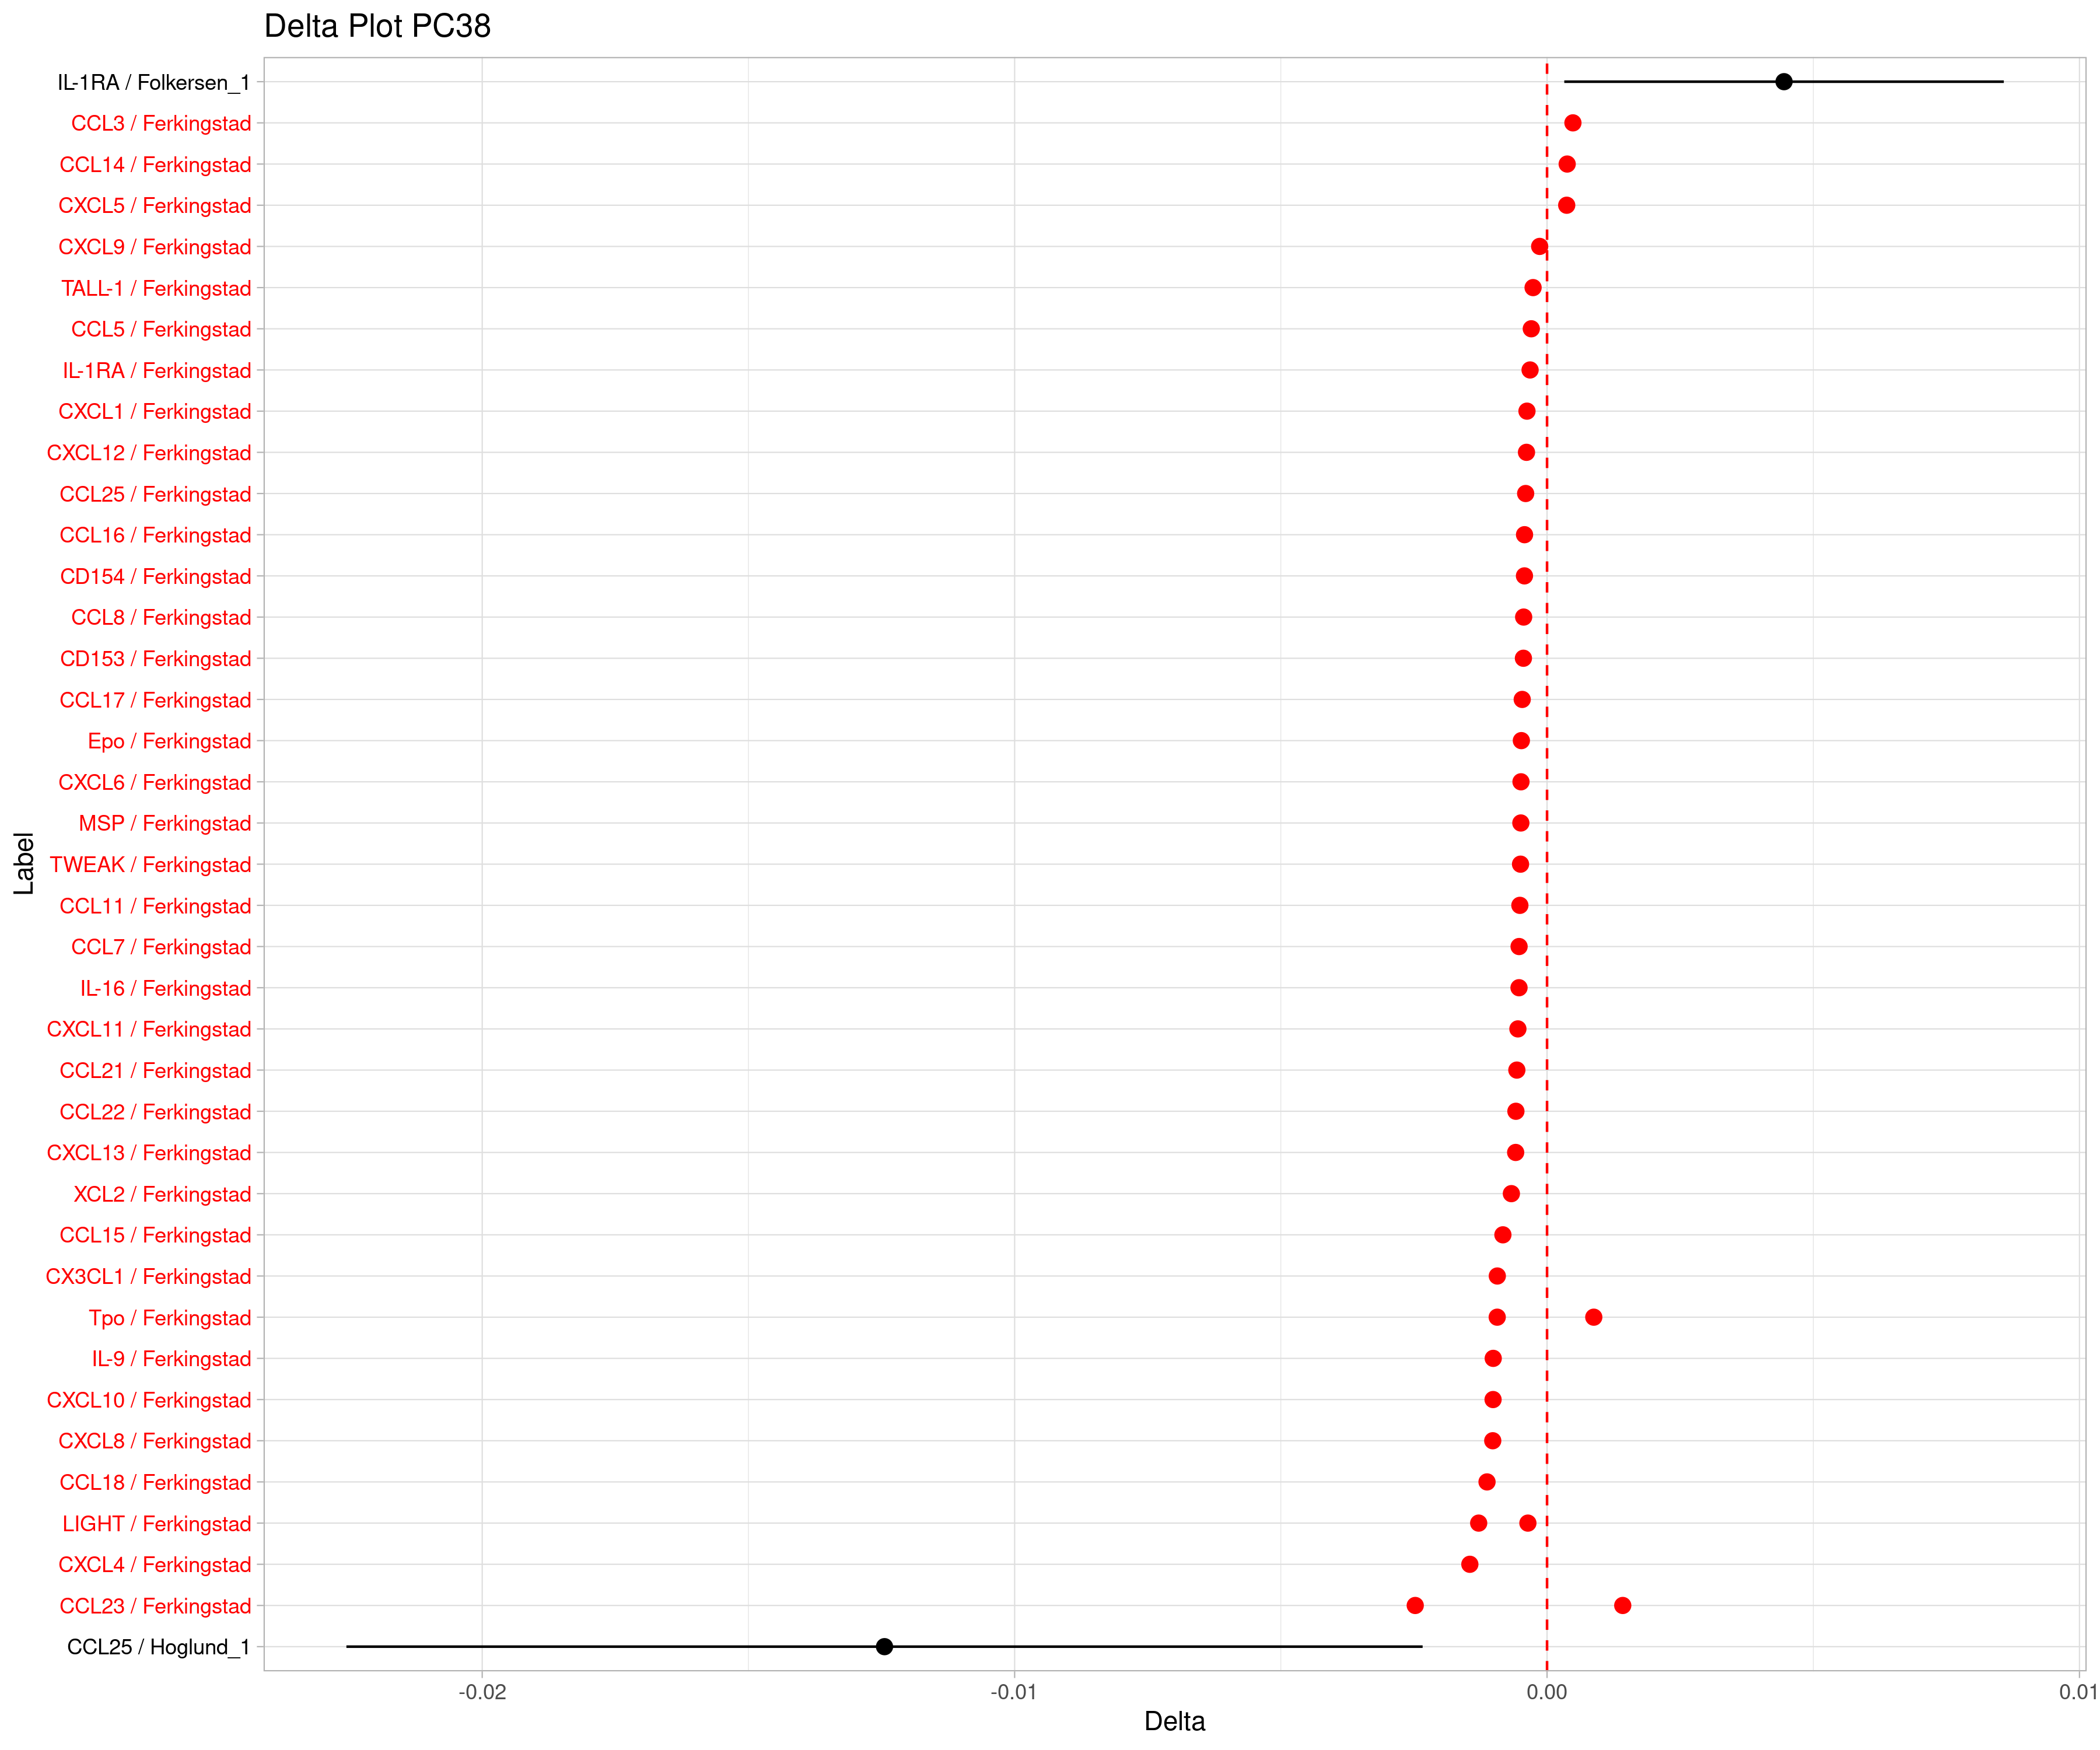 Delta Plot PC38
IL-1RA / Folkersen_1
CCL3 / Ferkingstad
CCL14 / Ferkingstad
CXCL5 / Ferkingstad
CXCL9 / Ferkingstad
TALL-1 / Ferkingstad
CCL5 / Ferkingstad
IL-1RA / Ferkingstad
CXCL1 / Ferkingstad
CXCL12 / Ferkingstad
CCL25 / Ferkingstad
CCL16 / Ferkingstad
CD154 / Ferkingstad
CCL8 / Ferkingstad
CD153 / Ferkingstad
CCL17 / Ferkingstad
Epo / Ferkingstad
CXCL6 / Ferkingstad
MSP / Ferkingstad
TWEAK / Ferkingstad
CCL11 / Ferkingstad
CCL7 / Ferkingstad
IL-16 / Ferkingstad
CXCL11 / Ferkingstad
CCL21 / Ferkingstad
CCL22 / Ferkingstad
CXCL13 / Ferkingstad
XCL2 / Ferkingstad
CCL15 / Ferkingstad
CX3CL1 / Ferkingstad
Tpo / Ferkingstad
IL-9 / Ferkingstad
CXCL10 / Ferkingstad
CXCL8 / Ferkingstad
CCL18 / Ferkingstad
LIGHT / Ferkingstad
CXCL4 / Ferkingstad
CCL23 / Ferkingstad
CCL25 / Hoglund_1
Label
-0.02 -0.01 0.00 0.01
Delta